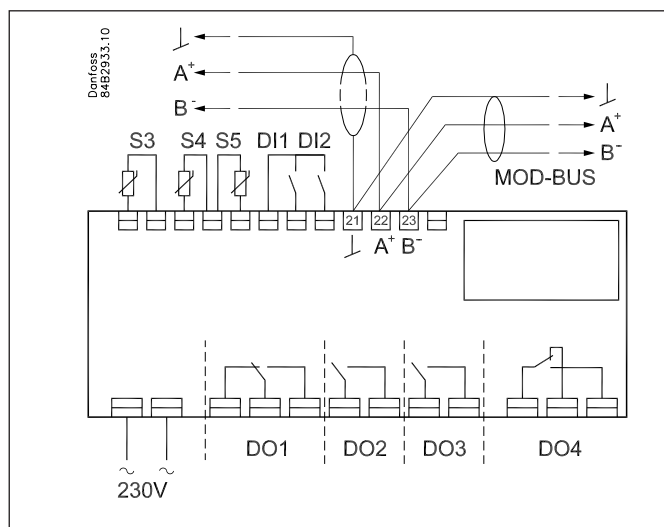 Danfoss
84B2933.10
A+
B-
A+
B-
MOD-BUS
S3 S4 S5 DI1 DI2
21 22 23
A+ B-
DO1 DO2 DO3 DO4
230V